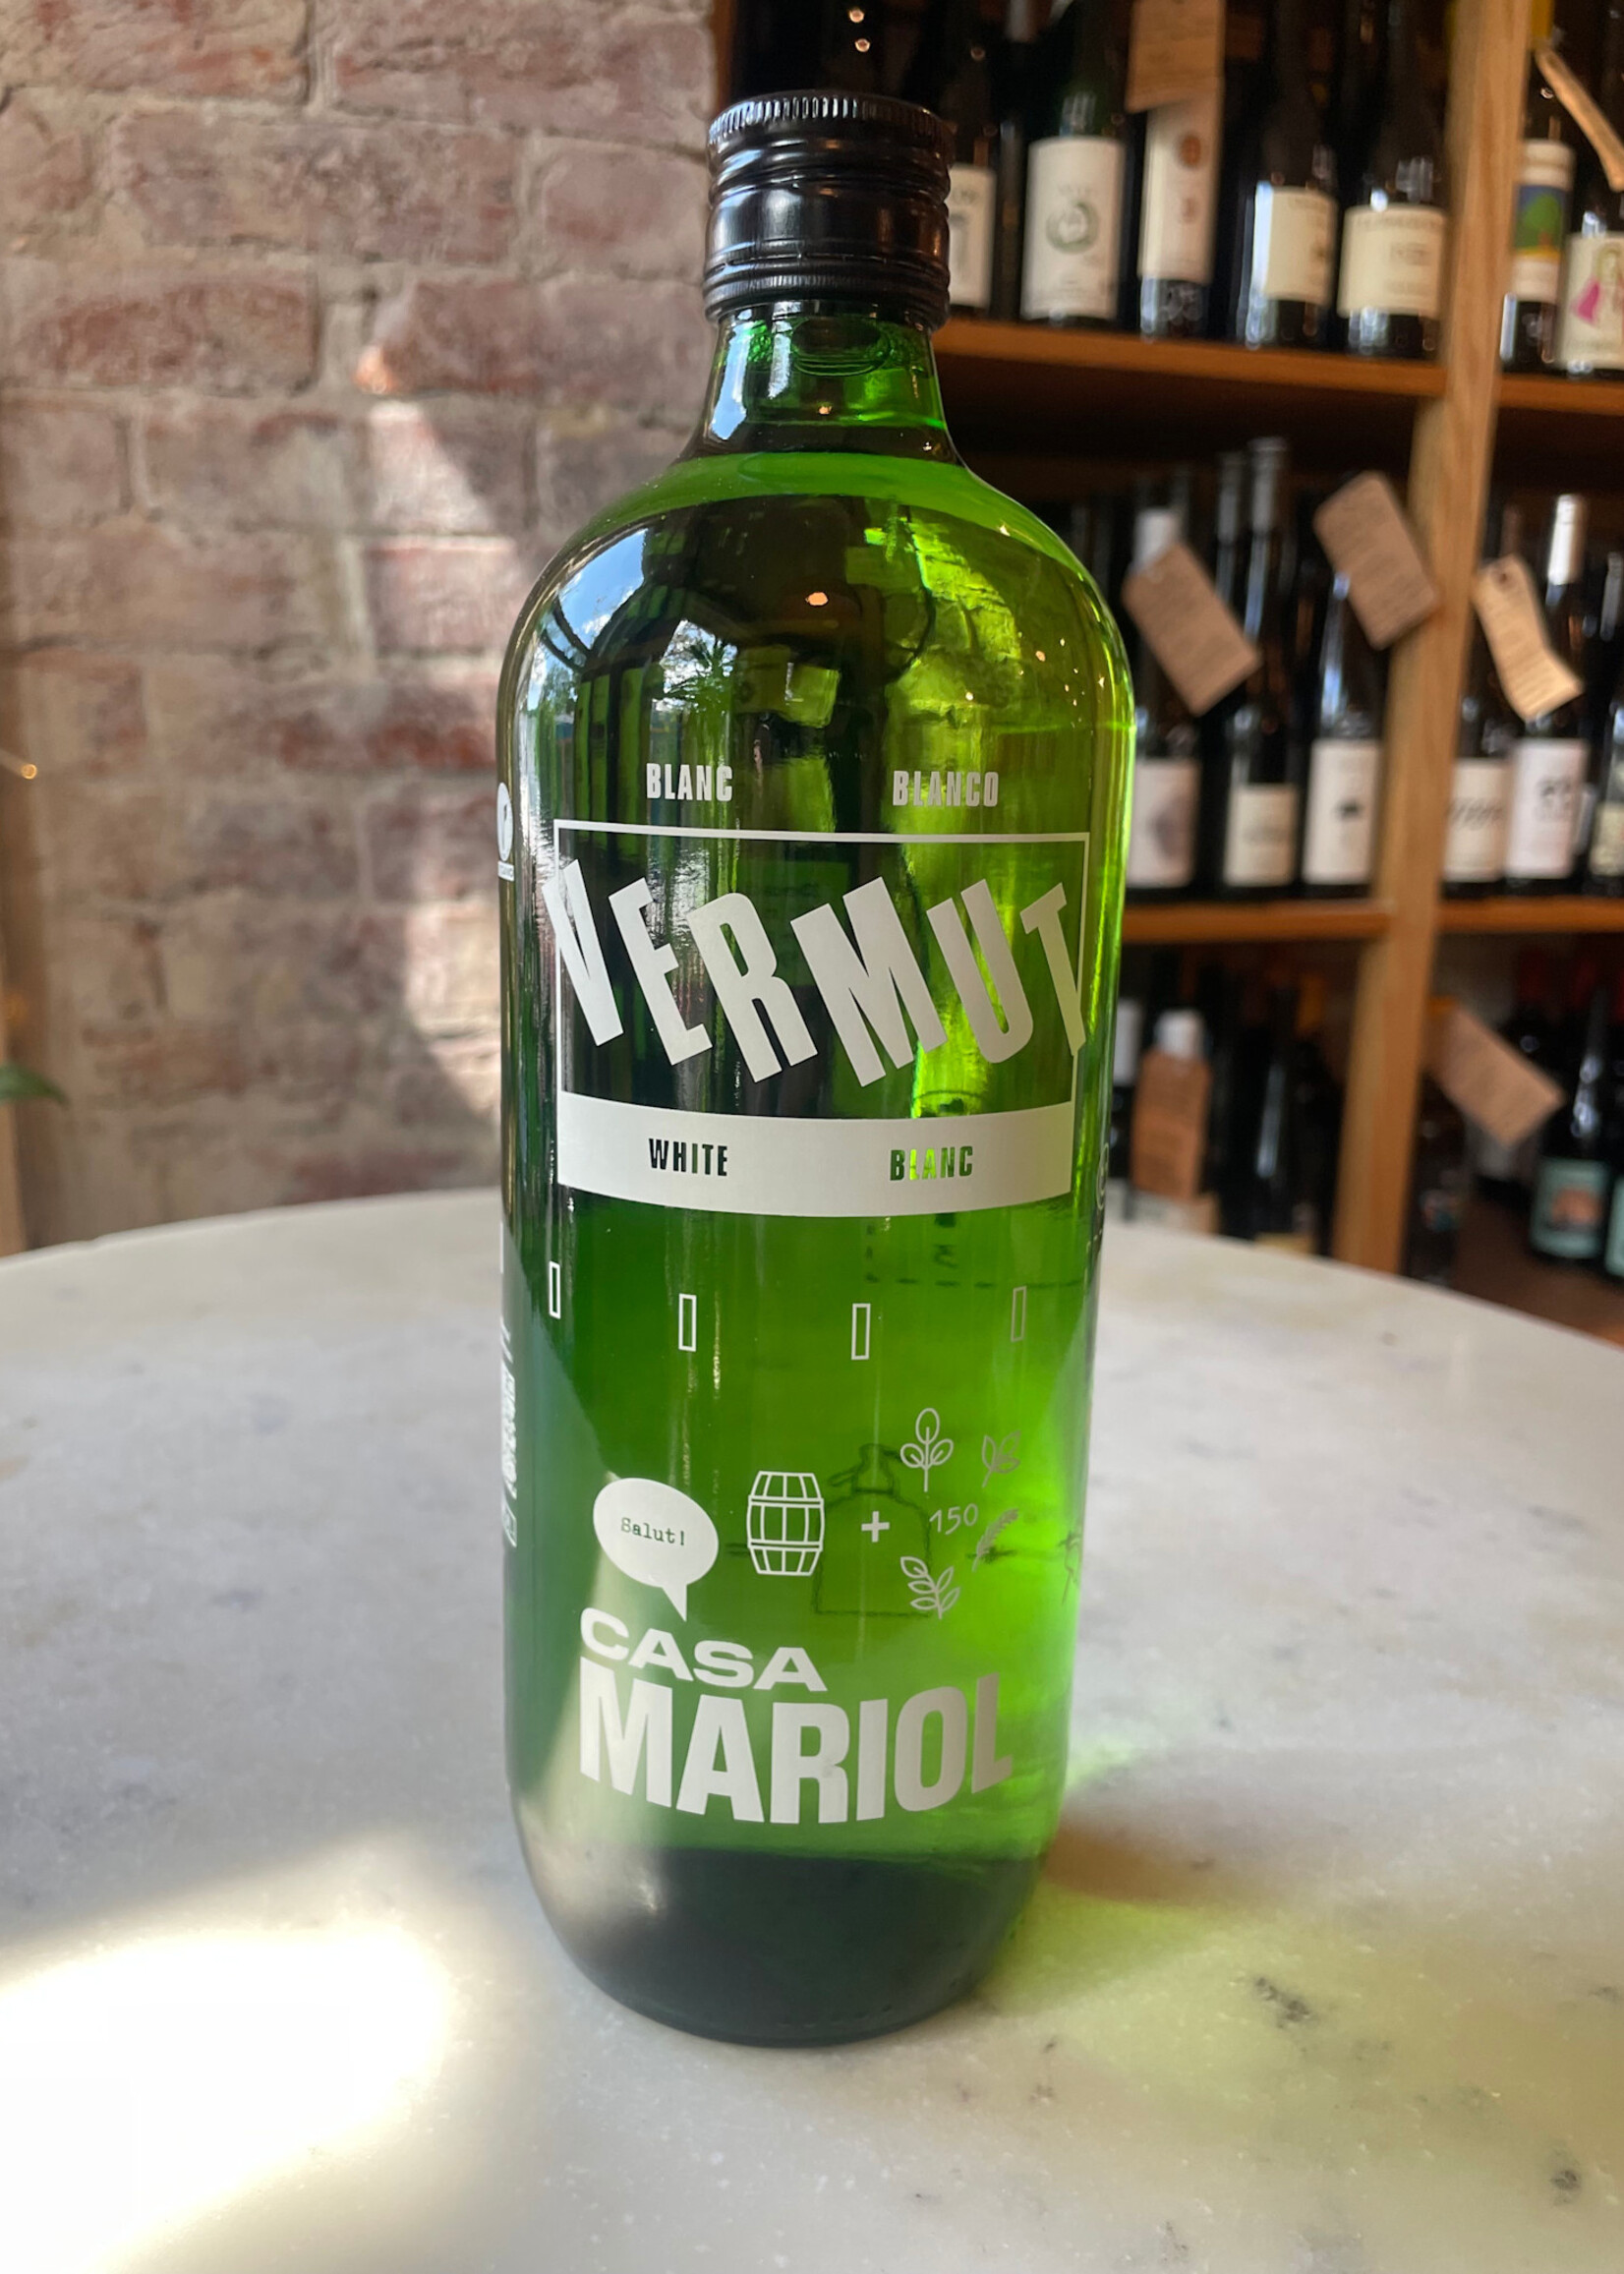 BLANC BLANCO
VERMUT
WHITE BLANC
Salut!
+ 150
CASA
MARIOL